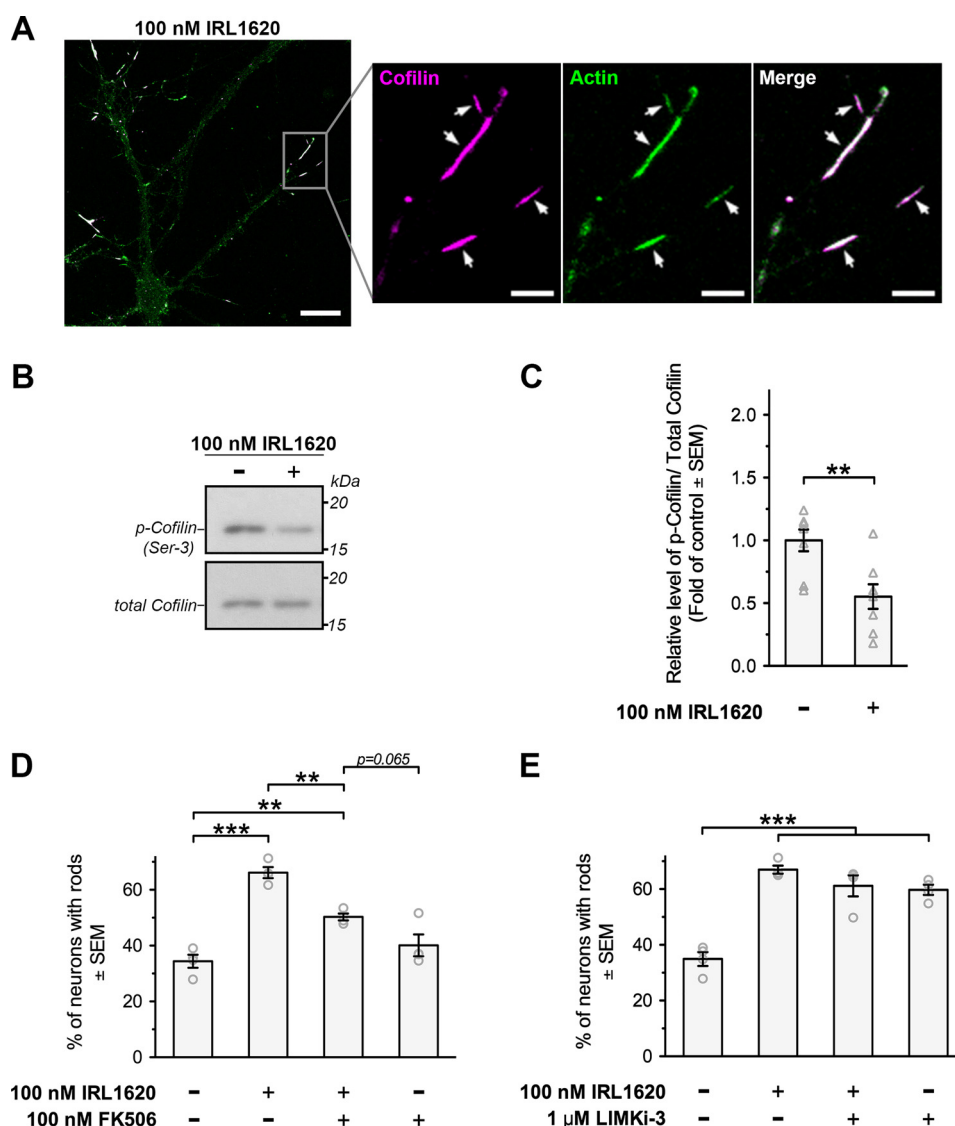 A
100 nM IRL1620
Cofilin
Actin
Merge
B
100 nM IRL1620
- +
kDa
20
p-Cofilin
(Ser-3)
15
20
total Cofilin
15
C
Relative level of p-Cofilin/ Total Cofilin
(Fold of control ± SEM)
2.0
1.5
1.0
0.5
0.0
**
100 nM IRL1620 - +
D
% of neurons with rods
± SEM
60
40
20
0
p=0.065
**
**
***
100 nM IRL1620 - + + -
100 nM FK506 - - + +
E
% of neurons with rods
± SEM
60
40
20
0
***
100 nM IRL1620 - + + -
1 µM LIMKi-3 - - + +